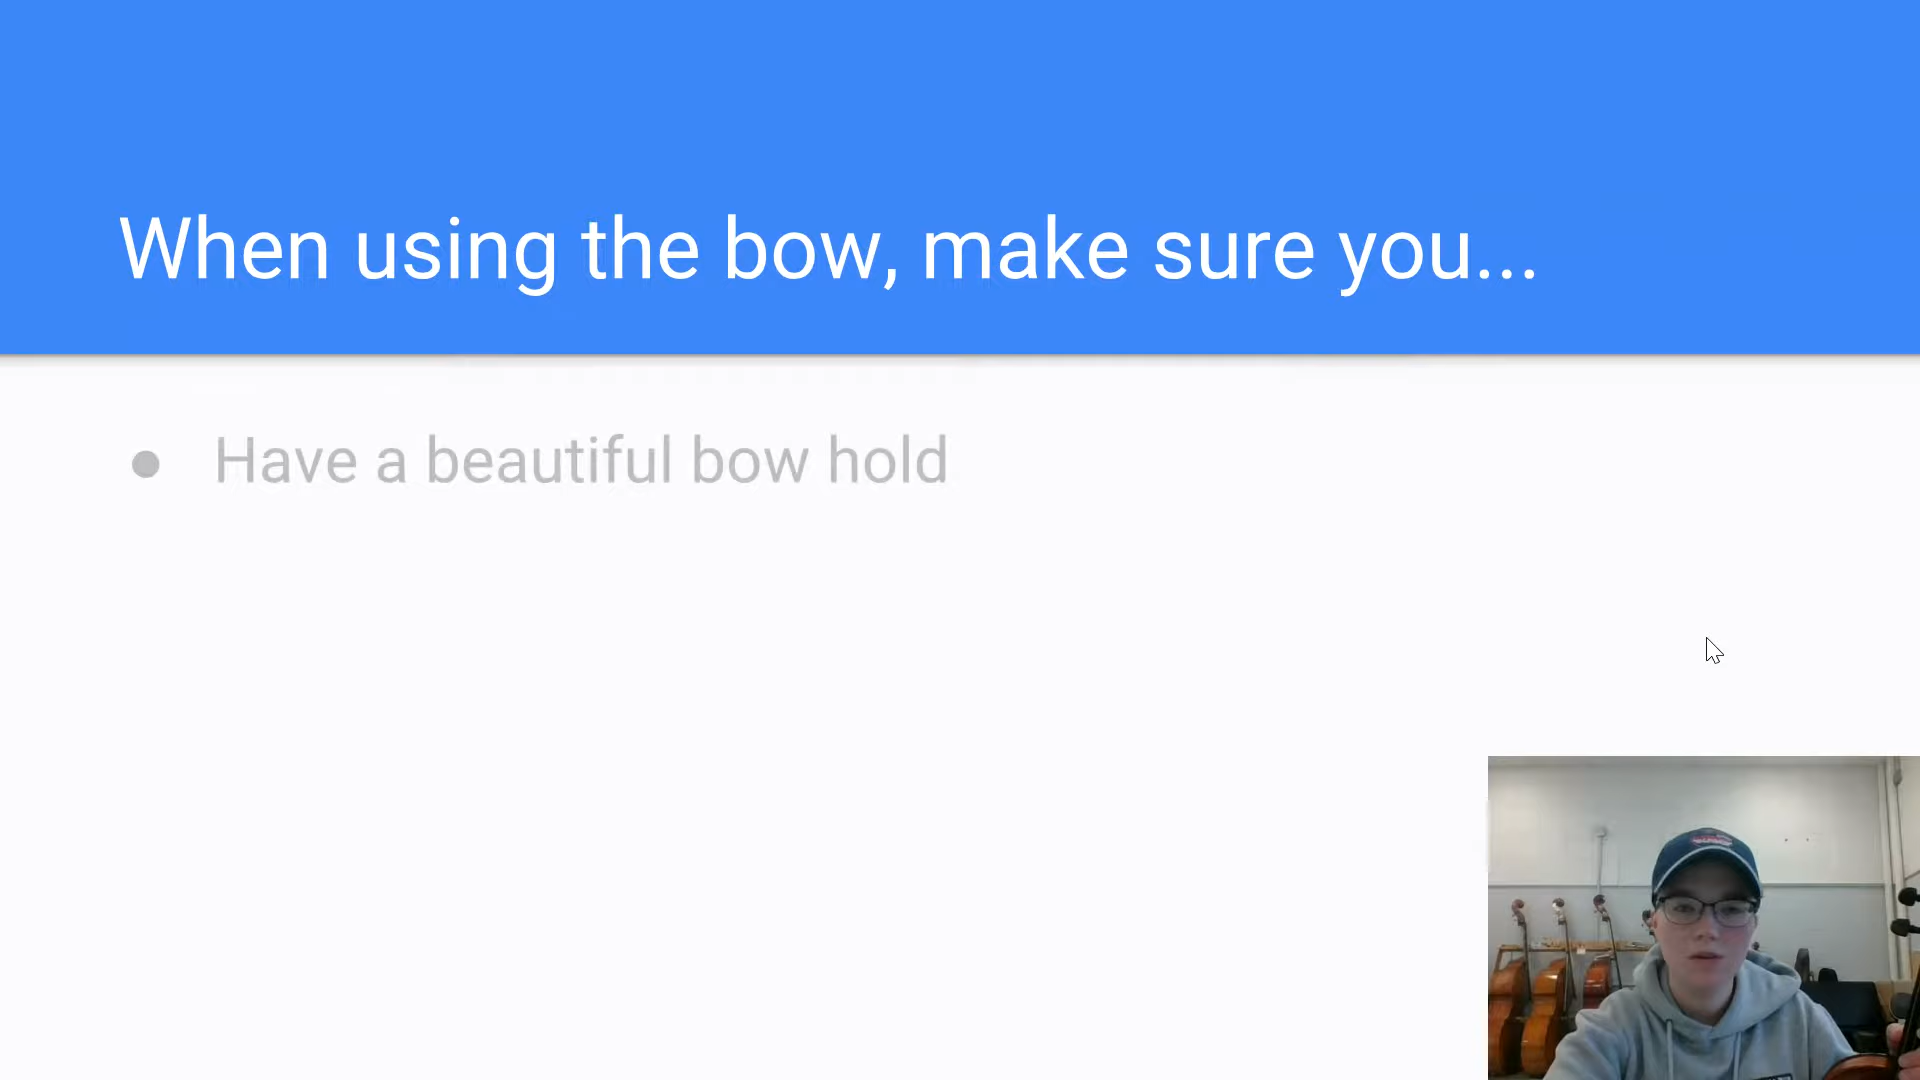 When using the bow, make sure you...
● Have a beautiful bow hold